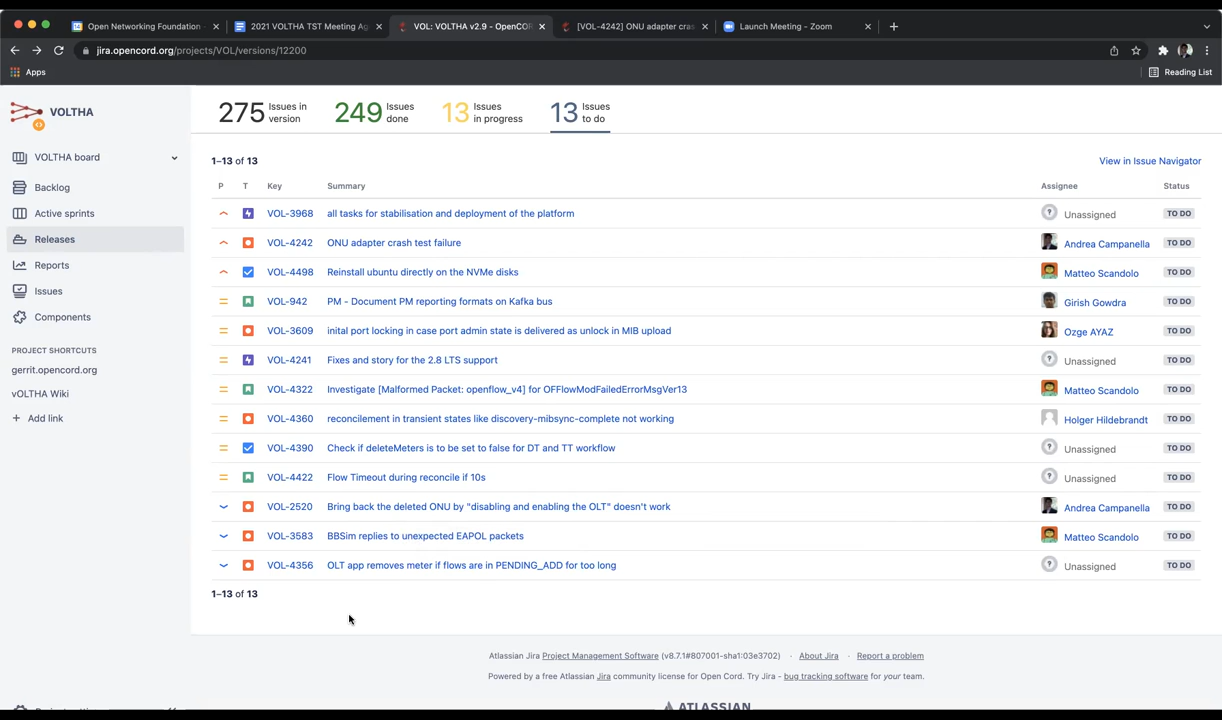 Open Networking Foundation -
2021 VOLTHA TST Meeting Ag
VOL: VOLTHA v2.9 - OpenCOR
[VOL-4242] ONU adapter cras
Launch Meeting - Zoom
jira.opencord.org/projects/VOL/versions/12200
Apps
Reading List
VOLTHA
275 Issues in version
249 Issues done
13 Issues in progress
13 Issues to do
VOLTHA board
Backlog
Active sprints
Releases
Reports
Issues
Components
PROJECT SHORTCUTS
gerrit.opencord.org
vOLTHA Wiki
+ Add link
1–13 of 13
View in Issue Navigator
P T Key Summary Assignee Status
VOL-3968 all tasks for stabilisation and deployment of the platform Unassigned TO DO
VOL-4242 ONU adapter crash test failure Andrea Campanella TO DO
VOL-4498 Reinstall ubuntu directly on the NVMe disks Matteo Scandolo TO DO
VOL-942 PM - Document PM reporting formats on Kafka bus Girish Gowdra TO DO
VOL-3609 inital port locking in case port admin state is delivered as unlock in MIB upload Ozge AYAZ TO DO
VOL-4241 Fixes and story for the 2.8 LTS support Unassigned TO DO
VOL-4322 Investigate [Malformed Packet: openflow_v4] for OFFlowModFailedErrorMsgVer13 Matteo Scandolo TO DO
VOL-4360 reconcilement in transient states like discovery-mibsync-complete not working Holger Hildebrandt TO DO
VOL-4390 Check if deleteMeters is to be set to false for DT and TT workflow Unassigned TO DO
VOL-4422 Flow Timeout during reconcile if 10s Unassigned TO DO
VOL-2520 Bring back the deleted ONU by "disabling and enabling the OLT" doesn't work Andrea Campanella TO DO
VOL-3583 BBSim replies to unexpected EAPOL packets Matteo Scandolo TO DO
VOL-4356 OLT app removes meter if flows are in PENDING_ADD for too long Unassigned TO DO
1–13 of 13
Atlassian Jira Project Management Software (v8.7.1#807001-sha1:03e3702) · About Jira · Report a problem
Powered by a free Atlassian Jira community license for Open Cord. Try Jira - bug tracking software for your team.
ATLASSIAN